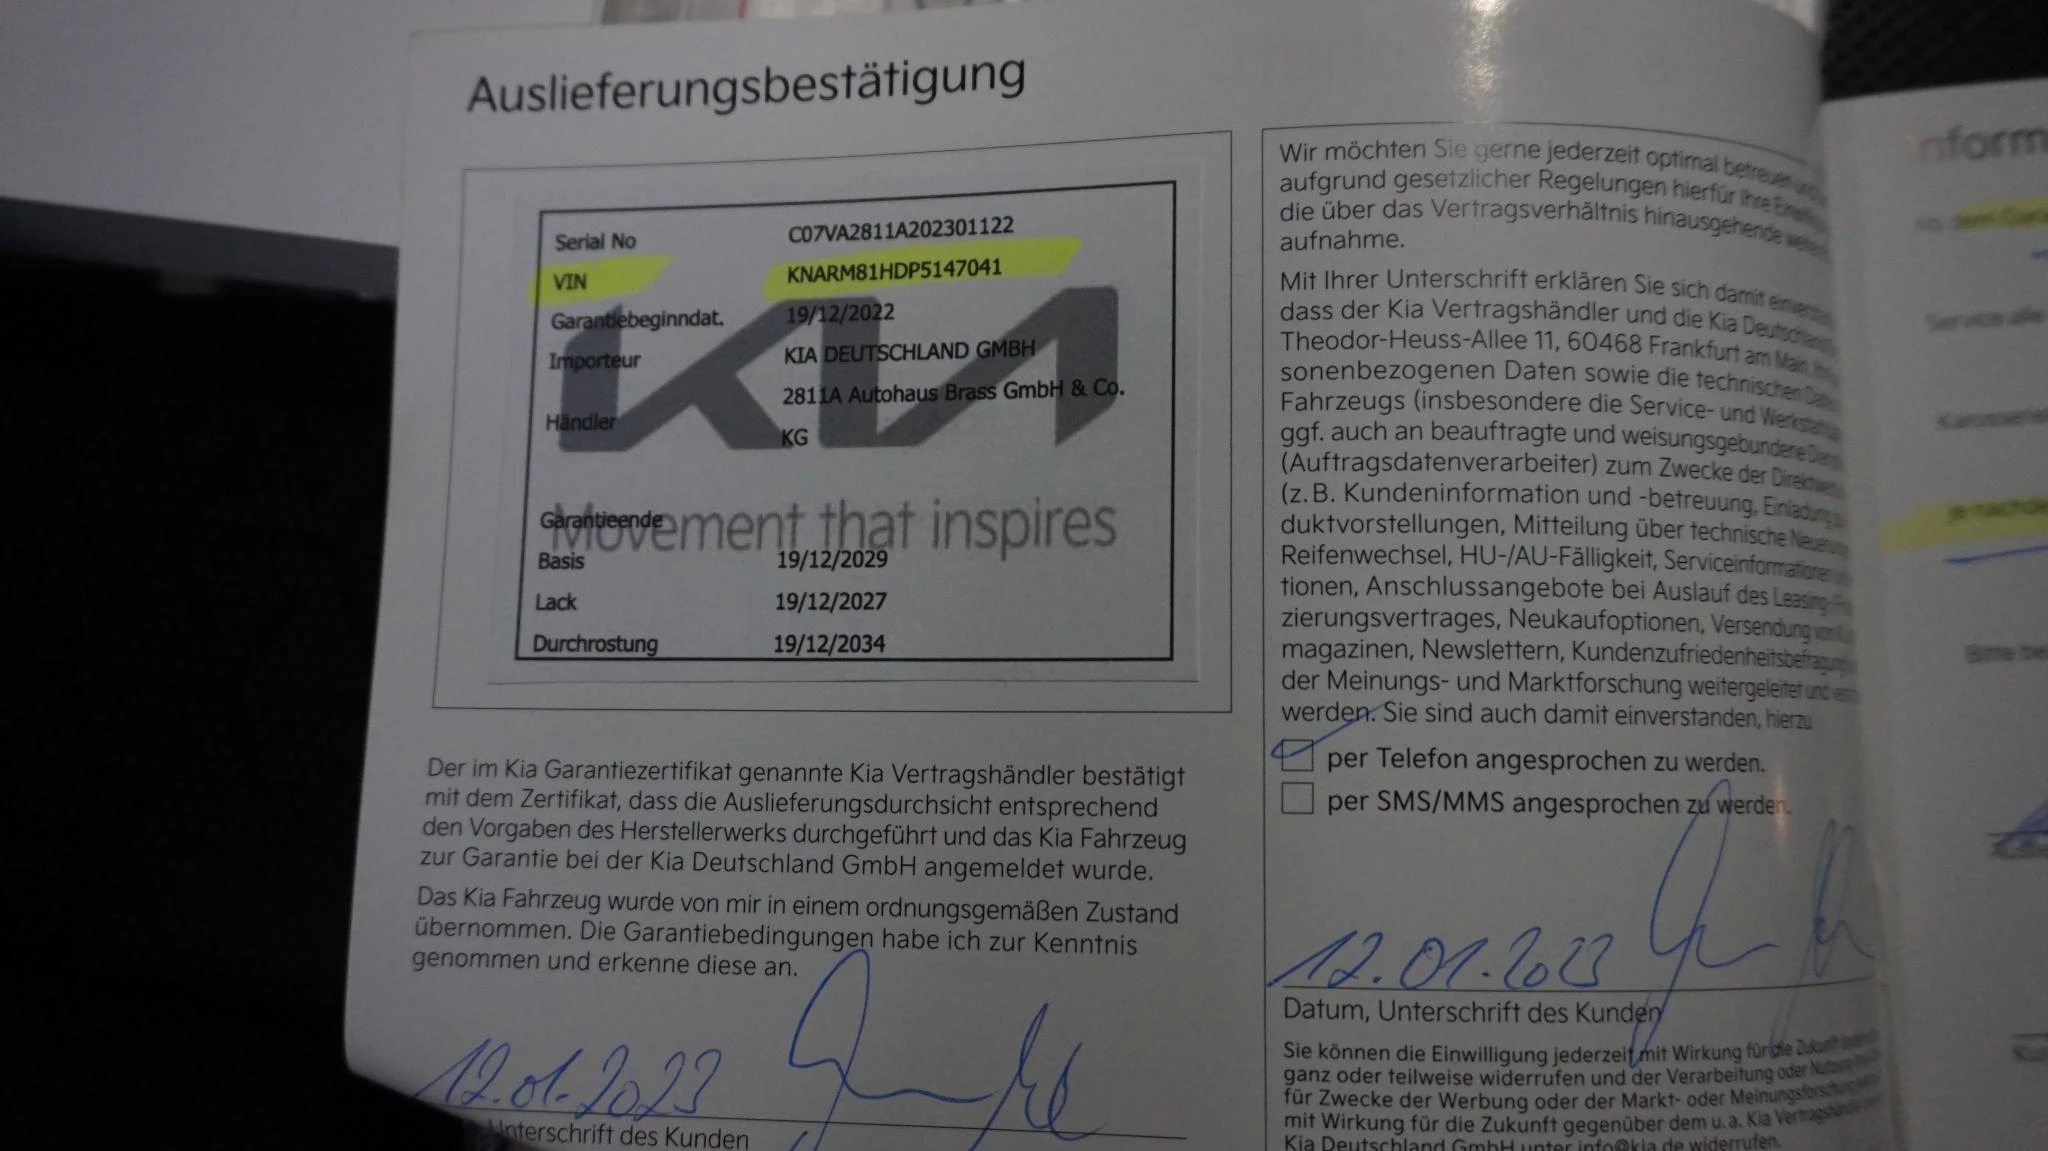 Auslieferungsbestätigung
Serial No C07VA2811A202301122
VIN KNARM81HDP5147041
Garantiebeginndat. 19/12/2022
Importeur KIA DEUTSCHLAND GMBH
2811A Autohaus Brass GmbH & Co.
Händler KG
KIA
Movement that inspires
Garantieende
Basis 19/12/2029
Lack 19/12/2027
Durchrostung 19/12/2034
Der im Kia Garantiezertifikat genannte Kia Vertragshändler bestätigt
mit dem Zertifikat, dass die Auslieferungsdurchsicht entsprechend
den Vorgaben des Herstellerwerks durchgeführt und das Kia Fahrzeug
zur Garantie bei der Kia Deutschland GmbH angemeldet wurde.
Das Kia Fahrzeug wurde von mir in einem ordnungsgemäßen Zustand
übernommen. Die Garantiebedingungen habe ich zur Kenntnis
genommen und erkenne diese an.
12.01.2023
Unterschrift des Kunden
Wir möchten Sie gerne jederzeit optimal betreuen und
aufgrund gesetzlicher Regelungen hierfür Ihre
die über das Vertragsverhältnis hinausgehende
aufnahme.
Mit Ihrer Unterschrift erklären Sie sich damit
dass der Kia Vertragshändler und die Kia
Theodor-Heuss-Allee 11, 60468 Frankfurt am Main,
sonenbezogenen Daten sowie die technischen
Fahrzeugs (insbesondere die Service- und
ggf. auch an beauftragte und weisungsgebundene
(Auftragsdatenverarbeiter) zum Zwecke der
(z. B. Kundeninformation und -betreuung,
duktvorstellungen, Mitteilung über technische
Reifenwechsel, HU-/AU-Fälligkeit,
tionen, Anschlussangebote bei Auslauf des
zierungsvertrages, Neukaufoptionen, Versendung
magazinen, Newslettern,
der Meinungs- und Marktforschung weitergeleitet und
werden. Sie sind auch damit einverstanden, hierzu
per Telefon angesprochen zu werden.
per SMS/MMS angesprochen zu werden.
12.01.2023
Datum, Unterschrift des Kunden
Sie können die Einwilligung jederzeit mit Wirkung für die Zukunft
ganz oder teilweise widerrufen und der Verarbeitung oder
für Zwecke der Werbung oder der Markt- oder
mit Wirkung für die Zukunft gegenüber dem u. a. Kia
Kia Deutschland GmbH unter info@kia.de widerrufen.
nform